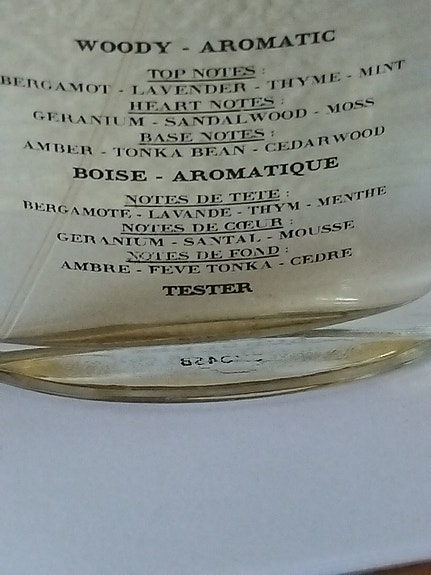 WOODY - AROMATIC
TOP NOTES :
BERGAMOT - LAVENDER - THYME - MINT
HEART NOTES :
GERANIUM - SANDALWOOD - MOSS
BASE NOTES :
AMBER - TONKA BEAN - CEDARWOOD
BOISE - AROMATIQUE
NOTES DE TETE :
BERGAMOTE - LAVANDE - THYM - MENTHE
NOTES DE CŒUR :
GERANIUM - SANTAL - MOUSSE
NOTES DE FOND :
AMBRE - FEVE TONKA - CEDRE
TESTER